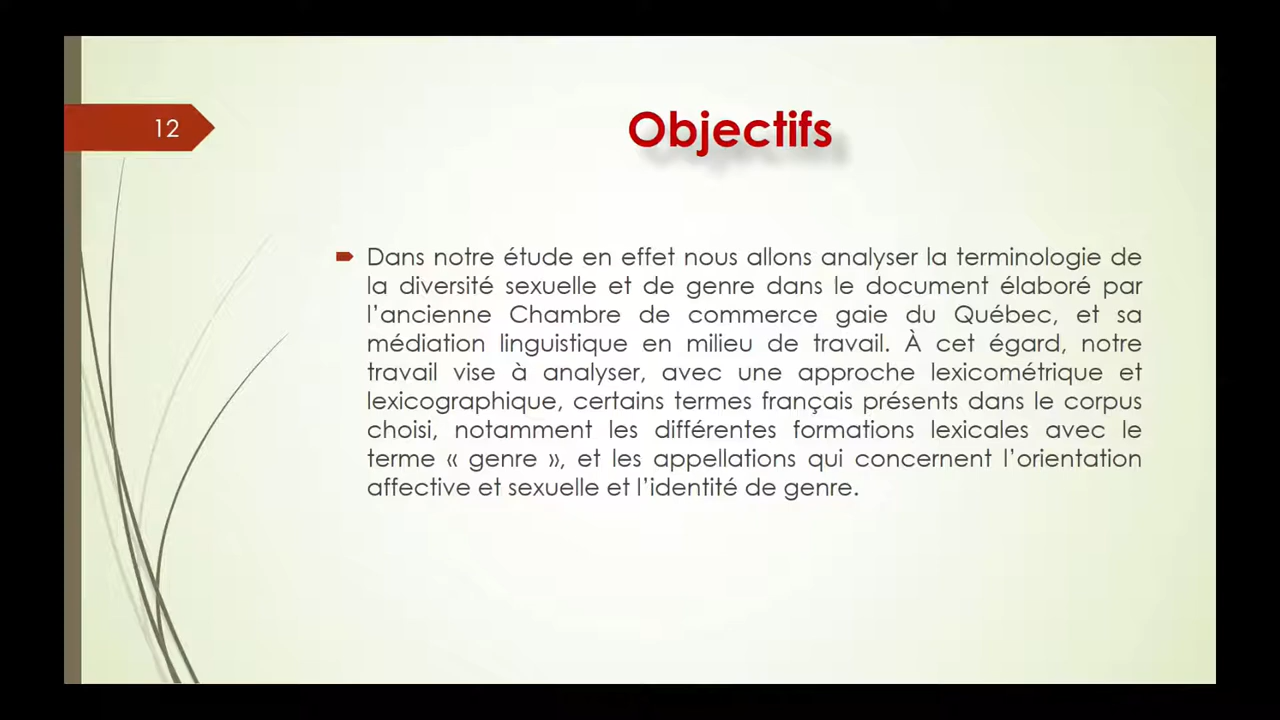 12
Objectifs
Dans notre étude en effet nous allons analyser la terminologie de
la diversité sexuelle et de genre dans le document élaboré par
l’ancienne Chambre de commerce gaie du Québec, et sa
médiation linguistique en milieu de travail. À cet égard, notre
travail vise à analyser, avec une approche lexicométrique et
lexicographique, certains termes français présents dans le corpus
choisi, notamment les différentes formations lexicales avec le
terme « genre », et les appellations qui concernent l’orientation
affective et sexuelle et l’identité de genre.